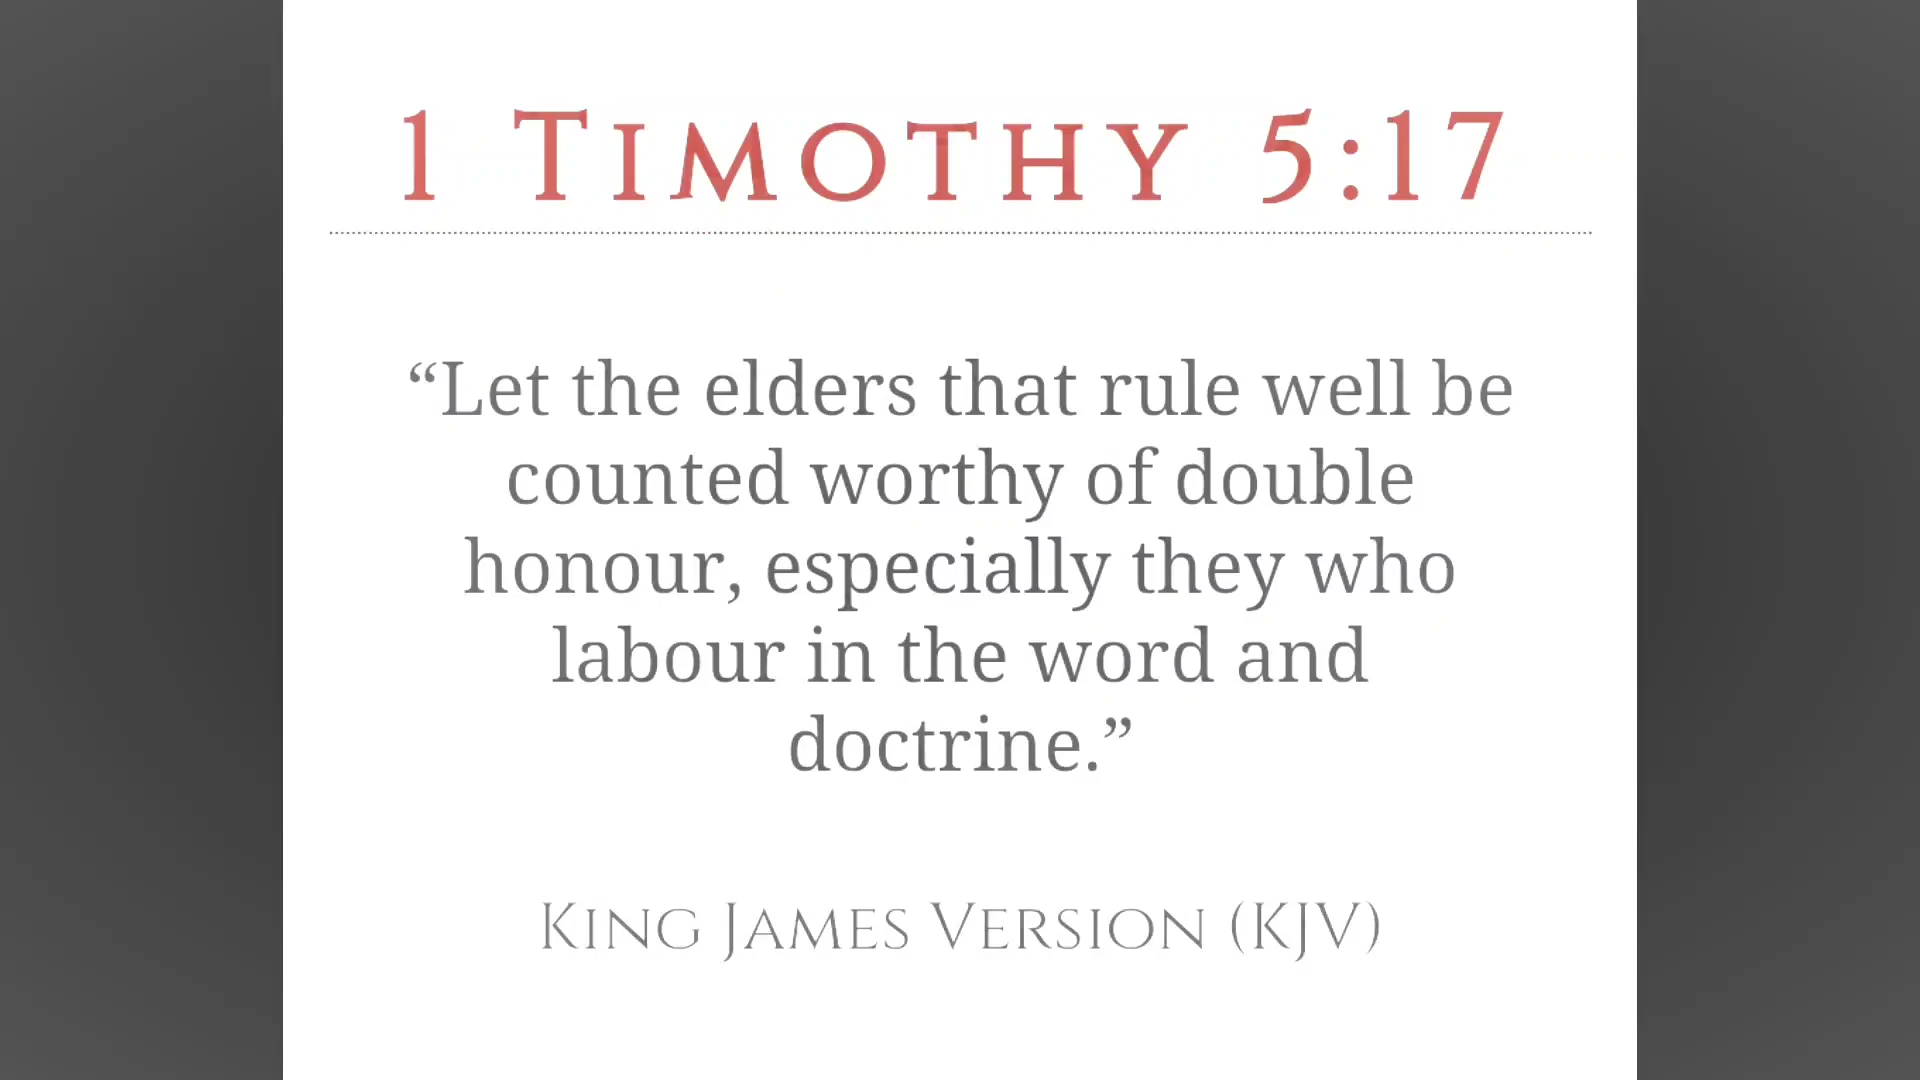 1 Timothy 5:17
“Let the elders that rule well be
counted worthy of double
honour, especially they who
labour in the word and
doctrine.”
King James Version (KJV)